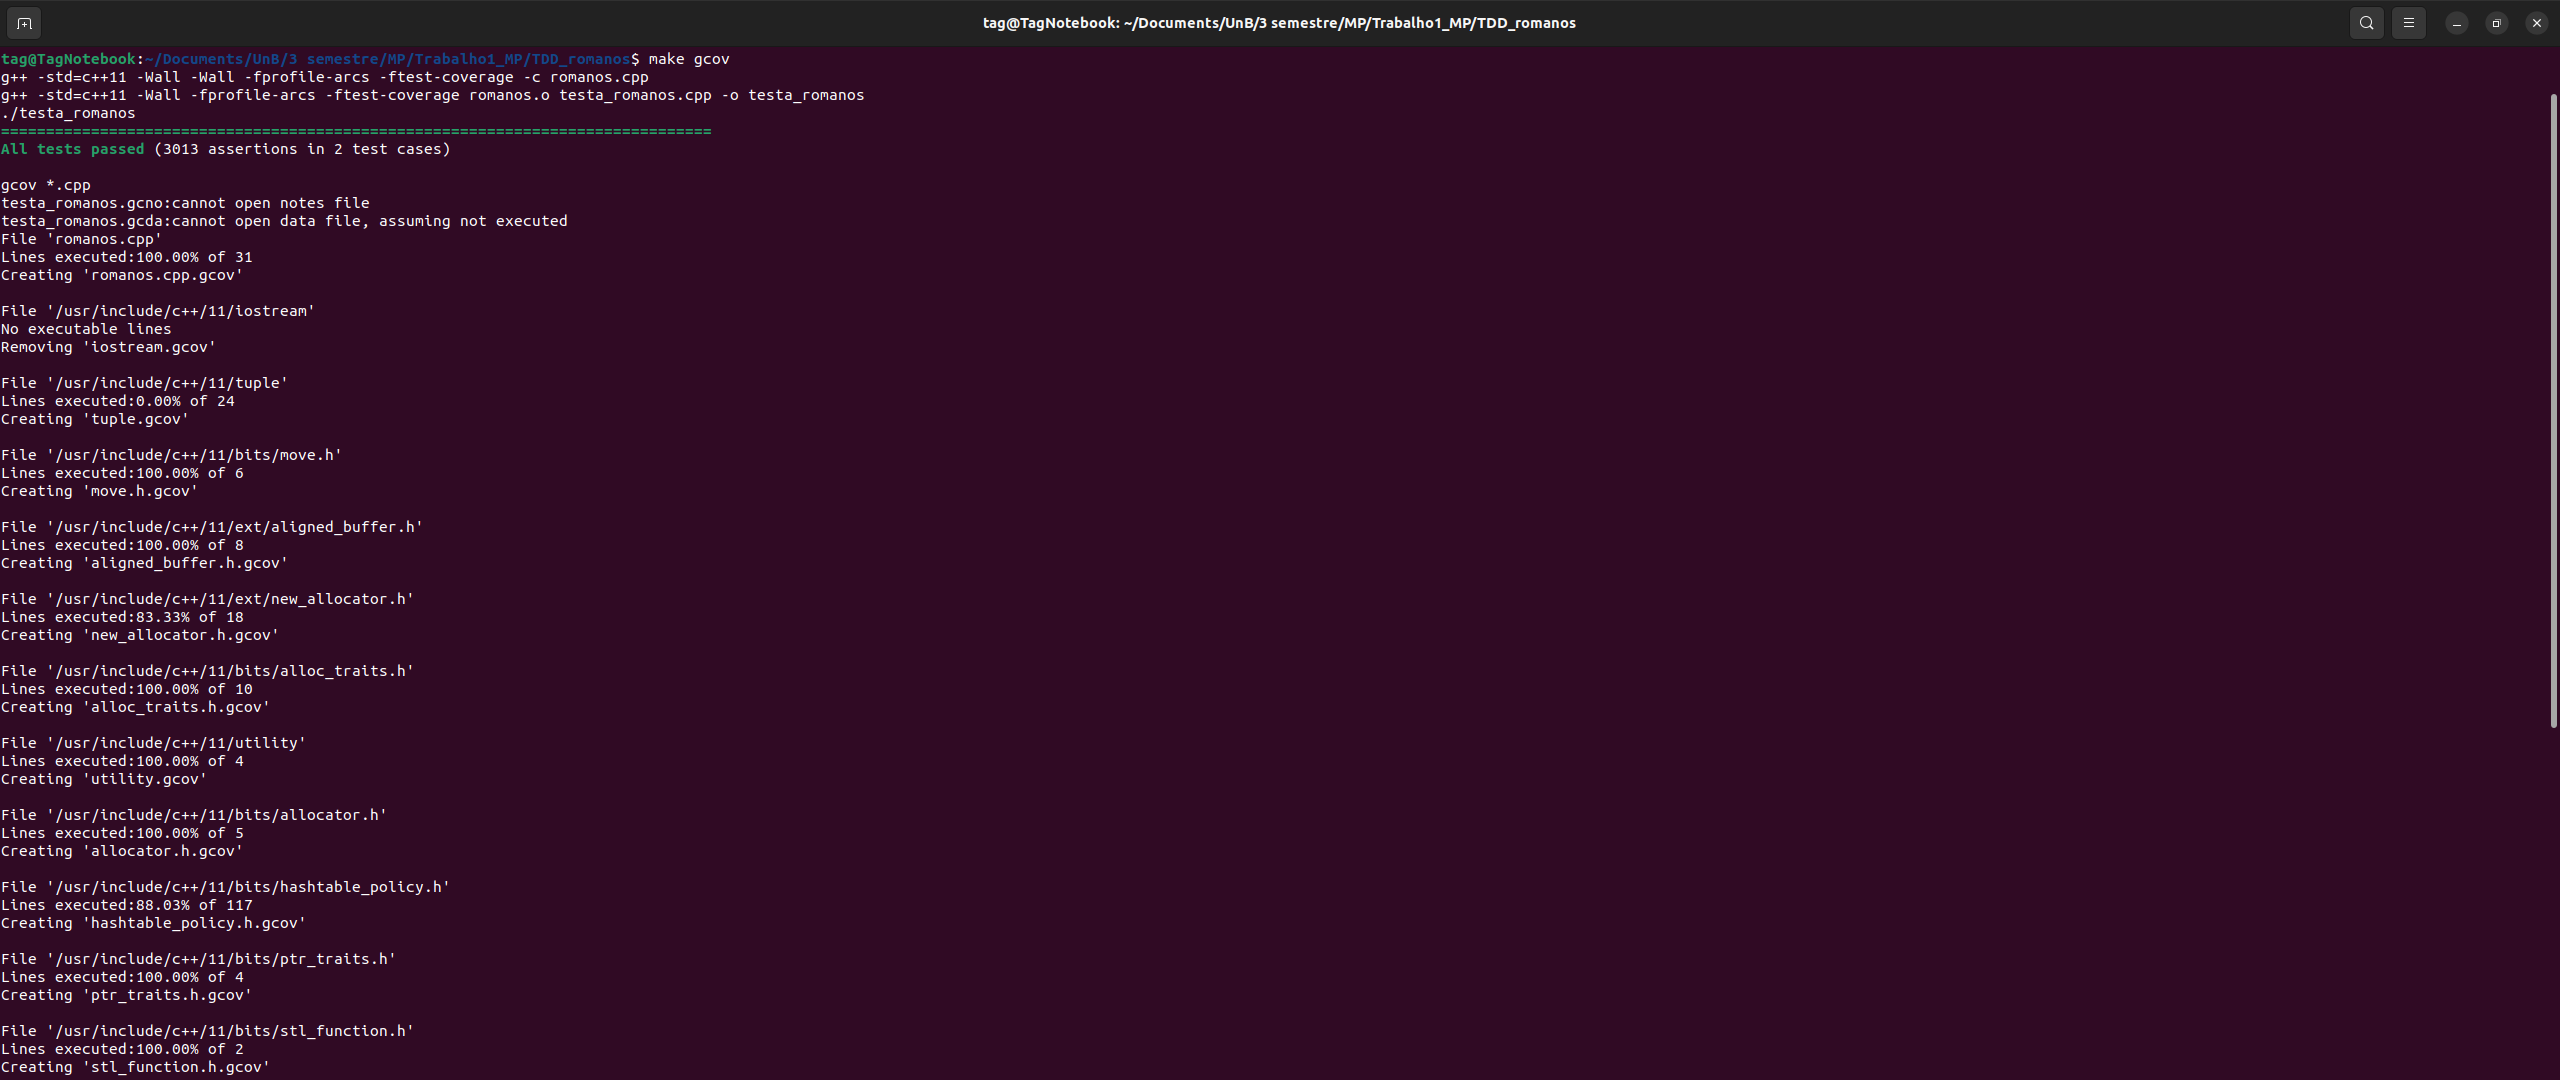 tag@TagNotebook: ~/Documents/UnB/3 semestre/MP/Trabalho1_MP/TDD_romanos
tag@TagNotebook:~/Documents/UnB/3 semestre/MP/Trabalho1_MP/TDD_romanos$ make gcov
g++ -std=c++11 -Wall -Wall -fprofile-arcs -ftest-coverage -c romanos.cpp
g++ -std=c++11 -Wall -fprofile-arcs -ftest-coverage romanos.o testa_romanos.cpp -o testa_romanos
./testa_romanos
===============================================================================
All tests passed (3013 assertions in 2 test cases)
gcov *.cpp
testa_romanos.gcno:cannot open notes file
testa_romanos.gcda:cannot open data file, assuming not executed
File 'romanos.cpp'
Lines executed:100.00% of 31
Creating 'romanos.cpp.gcov'
File '/usr/include/c++/11/iostream'
No executable lines
Removing 'iostream.gcov'
File '/usr/include/c++/11/tuple'
Lines executed:0.00% of 24
Creating 'tuple.gcov'
File '/usr/include/c++/11/bits/move.h'
Lines executed:100.00% of 6
Creating 'move.h.gcov'
File '/usr/include/c++/11/ext/aligned_buffer.h'
Lines executed:100.00% of 8
Creating 'aligned_buffer.h.gcov'
File '/usr/include/c++/11/ext/new_allocator.h'
Lines executed:83.33% of 18
Creating 'new_allocator.h.gcov'
File '/usr/include/c++/11/bits/alloc_traits.h'
Lines executed:100.00% of 10
Creating 'alloc_traits.h.gcov'
File '/usr/include/c++/11/utility'
Lines executed:100.00% of 4
Creating 'utility.gcov'
File '/usr/include/c++/11/bits/allocator.h'
Lines executed:100.00% of 5
Creating 'allocator.h.gcov'
File '/usr/include/c++/11/bits/hashtable_policy.h'
Lines executed:88.03% of 117
Creating 'hashtable_policy.h.gcov'
File '/usr/include/c++/11/bits/ptr_traits.h'
Lines executed:100.00% of 4
Creating 'ptr_traits.h.gcov'
File '/usr/include/c++/11/bits/stl_function.h'
Lines executed:100.00% of 2
Creating 'stl_function.h.gcov'